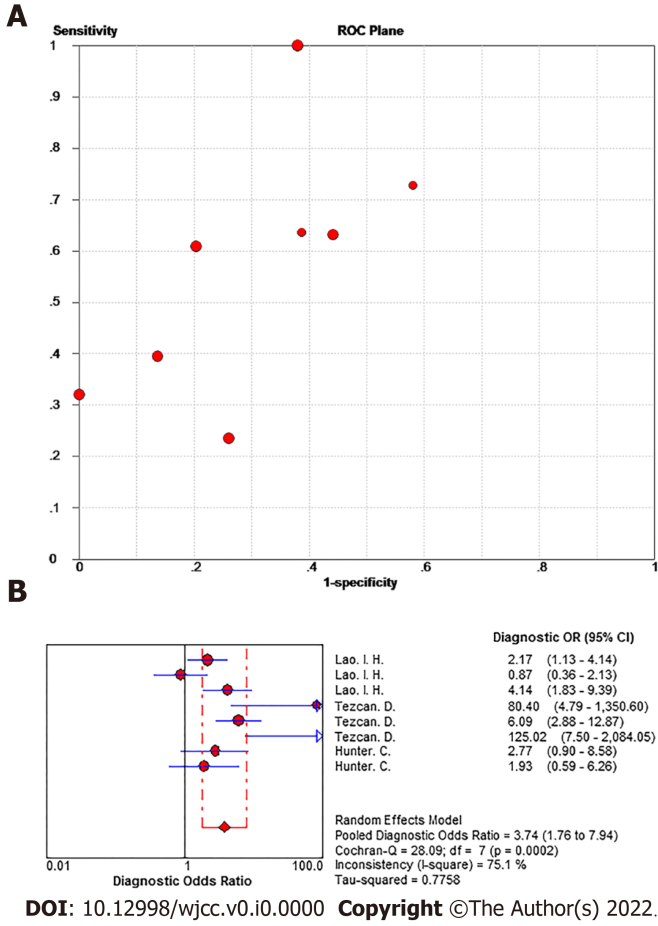 A
Sensitivity
ROC Plane
1
.9
.8
.7
.6
.5
.4
.3
.2
.1
0
0 .2 .4 .6 .8 1
1-specificity
B
Diagnostic OR (95% CI)
Lao. I. H. 2.17 (1.13 - 4.14)
Lao. I. H. 0.87 (0.36 - 2.13)
Lao. I. H. 4.14 (1.83 - 9.39)
Tezcan. D. 80.40 (4.79 - 1,350.60)
Tezcan. D. 6.09 (2.88 - 12.87)
Tezcan. D. 125.02 (7.50 - 2,084.05)
Hunter. C. 2.77 (0.90 - 8.58)
Hunter. C. 1.93 (0.59 - 6.26)
Random Effects Model
Pooled Diagnostic Odds Ratio = 3.74 (1.76 to 7.94)
Cochran-Q = 28.09; df = 7 (p = 0.0002)
Inconsistency (I-square) = 75.1 %
Tau-squared = 0.7758
0.01 1 100.0
Diagnostic Odds Ratio
DOI: 10.12998/wjcc.v0.i0.0000 Copyright ©The Author(s) 2022.